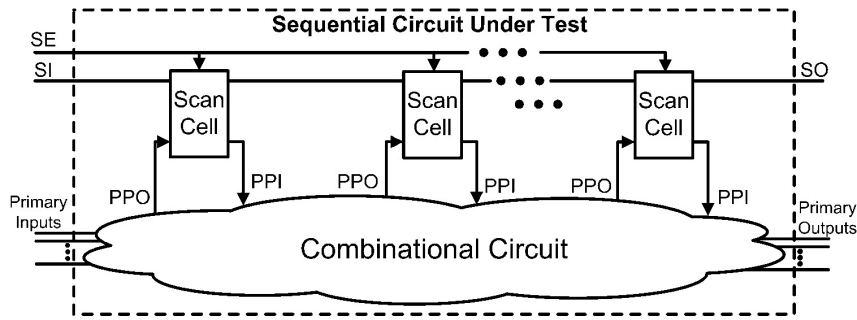 Sequential Circuit Under Test
SE
SI
SO
Scan
Cell
Scan
Cell
Scan
Cell
PPO
PPI
PPO
PPI
PPO
PPI
Primary
Inputs
Primary
Outputs
Combinational Circuit